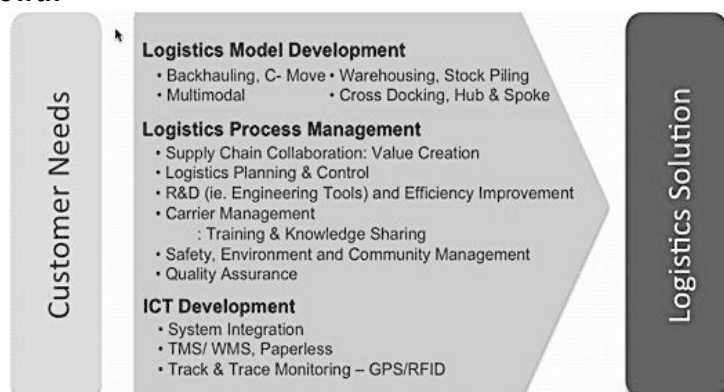 Customer Needs
Logistics Model Development
• Backhauling, C- Move • Warehousing, Stock Piling
• Multimodal • Cross Docking, Hub & Spoke
Logistics Process Management
• Supply Chain Collaboration: Value Creation
• Logistics Planning & Control
• R&D (ie. Engineering Tools) and Efficiency Improvement
• Carrier Management
: Training & Knowledge Sharing
• Safety, Environment and Community Management
• Quality Assurance
ICT Development
• System Integration
• TMS/ WMS, Paperless
• Track & Trace Monitoring – GPS/RFID
Logistics Solution